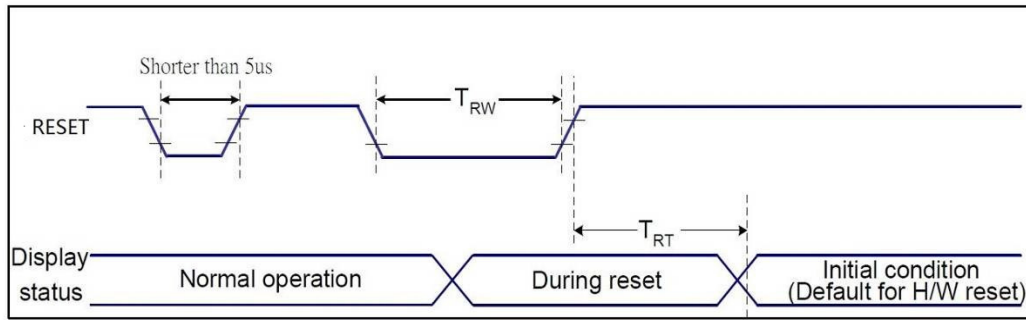 Shorter than 5us
TRW
RESET
TRT
Display
status
Normal operation
During reset
Initial condition
(Default for H/W reset)